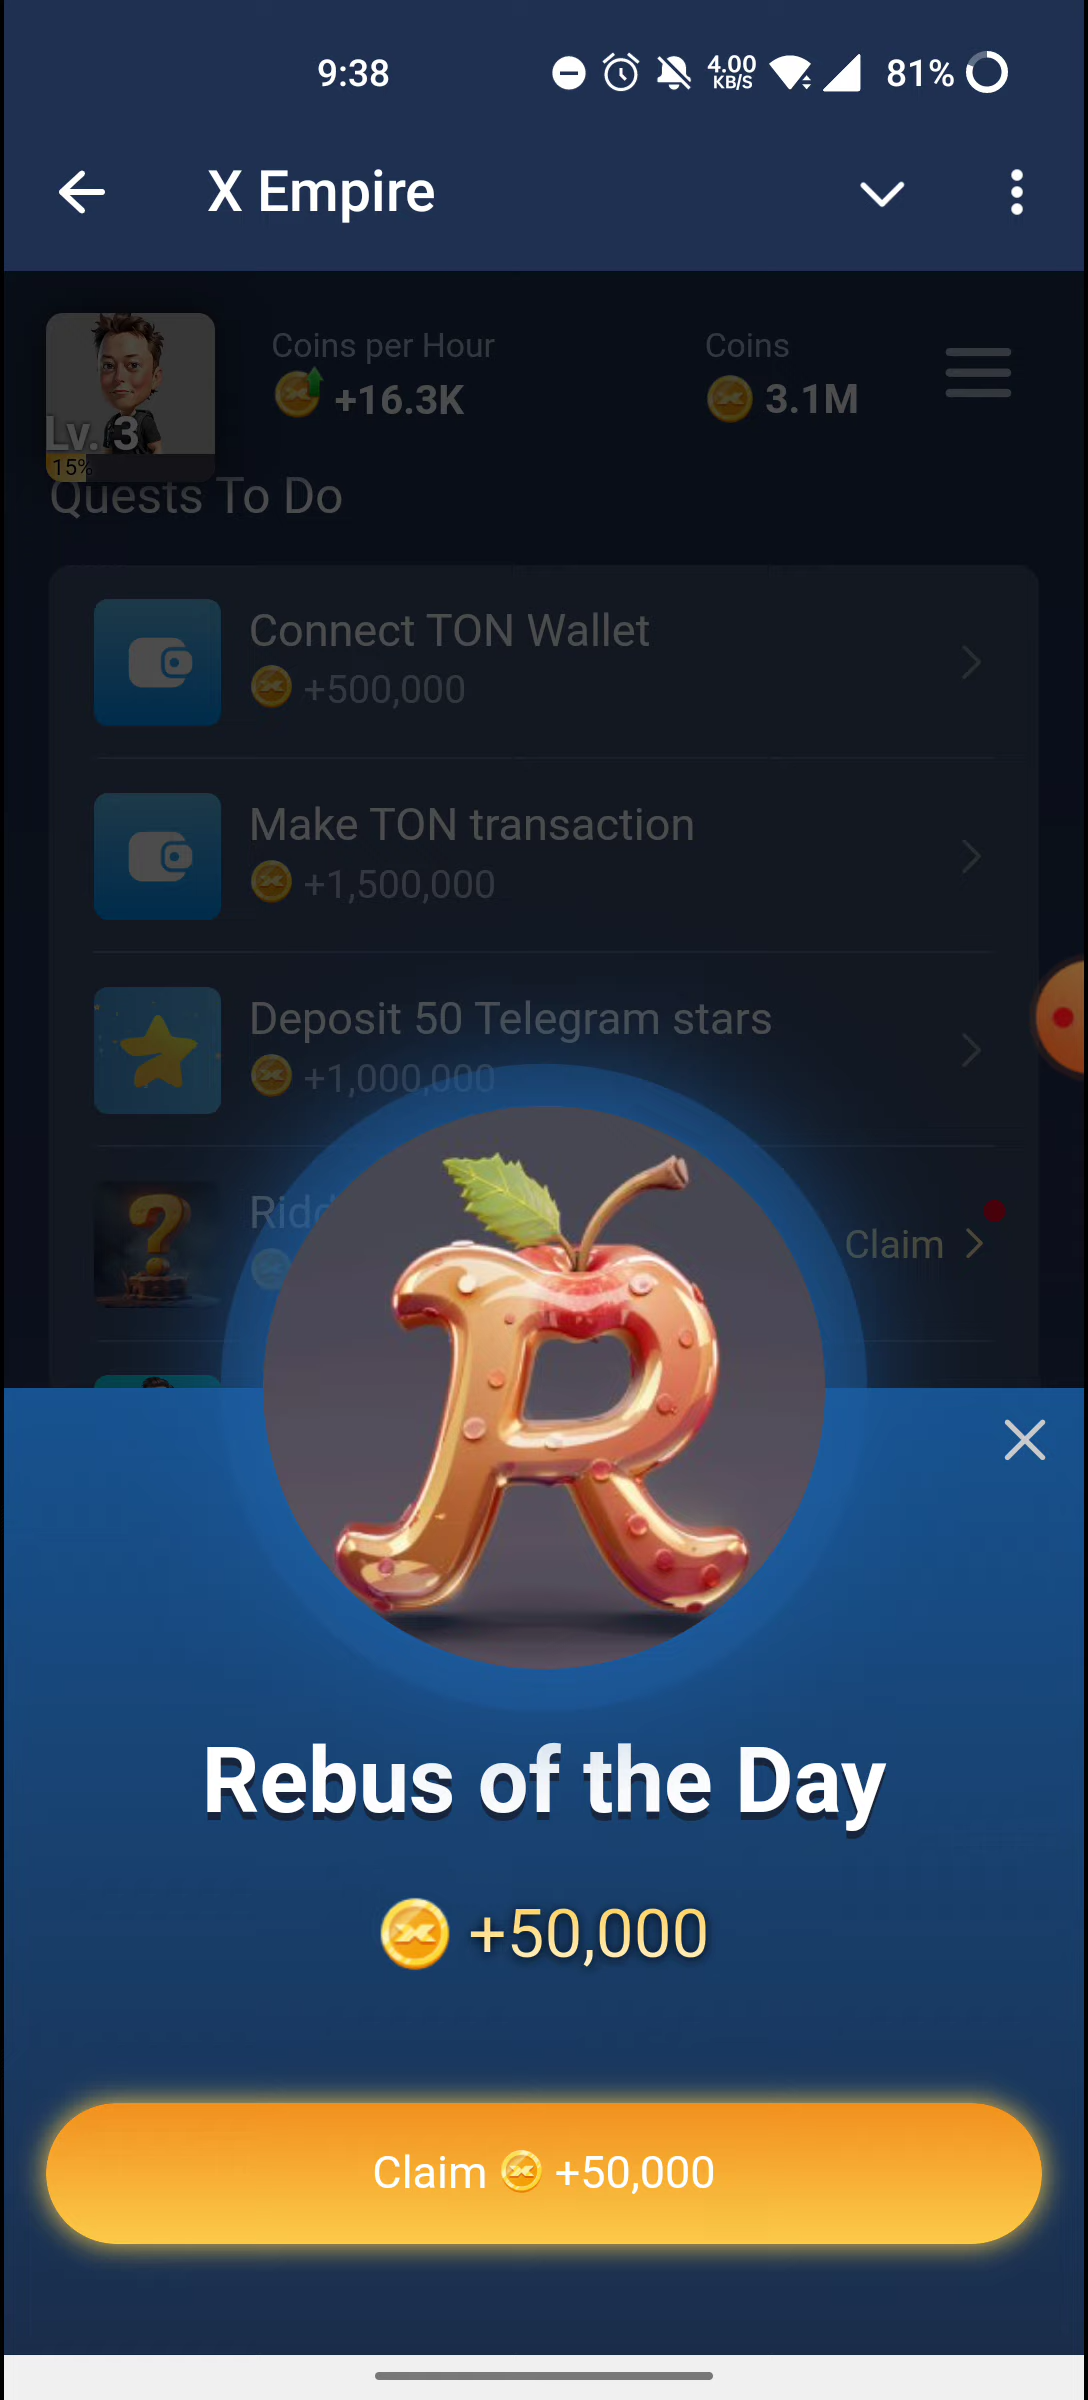 9:38
4.00
KB/S
81%
X Empire
Coins per Hour
+16.3K
Coins
3.1M
Lv. 3
15%
Quests To Do
Connect TON Wallet
+500,000
Make TON transaction
+1,500,000
Deposit 50 Telegram stars
+1,000,000
Claim
R
Rebus of the Day
+50,000
Claim +50,000